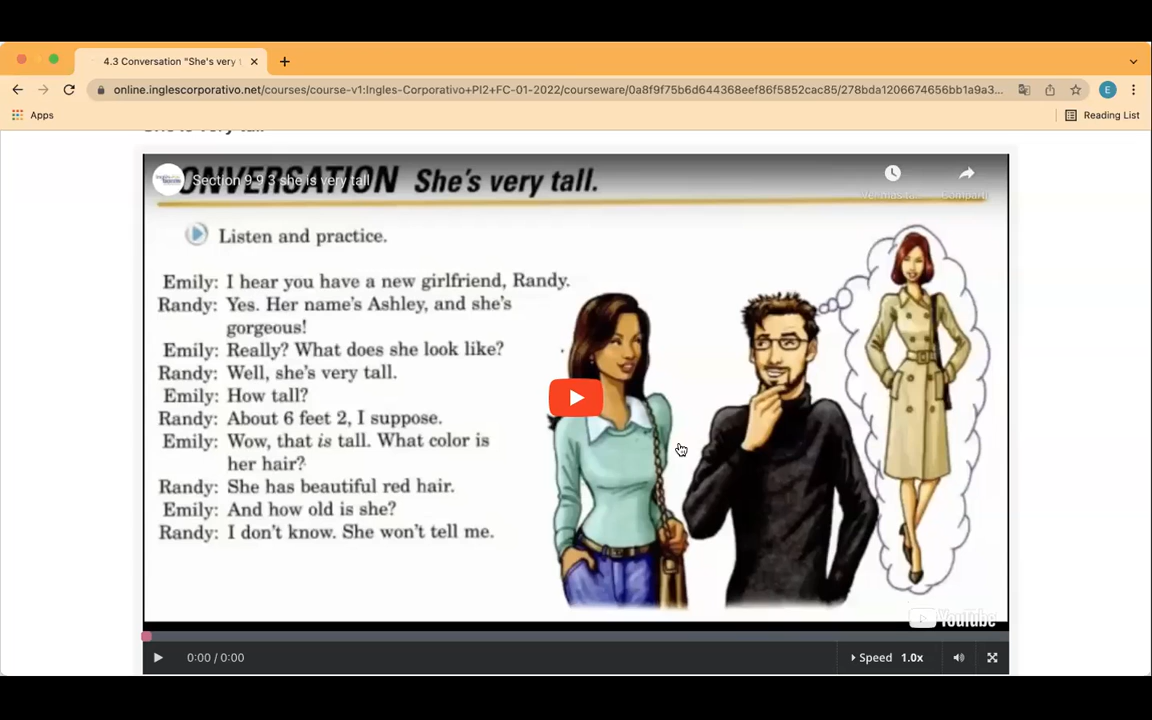 4.3 Conversation "She's very
online.inglescorporativo.net/courses/course-v1:Ingles-Corporativo+PI2+FC-01-2022/courseware/0a8f9f75b6d644368eef86f5852cac85/278bda1206674656bb1a9a3...
E
Apps
Reading List
She is very tall
Section 9 9 3 she is very tall
CONVERSATION She's very tall.
Listen and practice.
Emily: I hear you have a new girlfriend, Randy.
Randy: Yes. Her name's Ashley, and she's
gorgeous!
Emily: Really? What does she look like?
Randy: Well, she's very tall.
Emily: How tall?
Randy: About 6 feet 2, I suppose.
Emily: Wow, that is tall. What color is
her hair?
Randy: She has beautiful red hair.
Emily: And how old is she?
Randy: I don't know. She won't tell me.
YouTube
0:00 / 0:00
Speed 1.0x